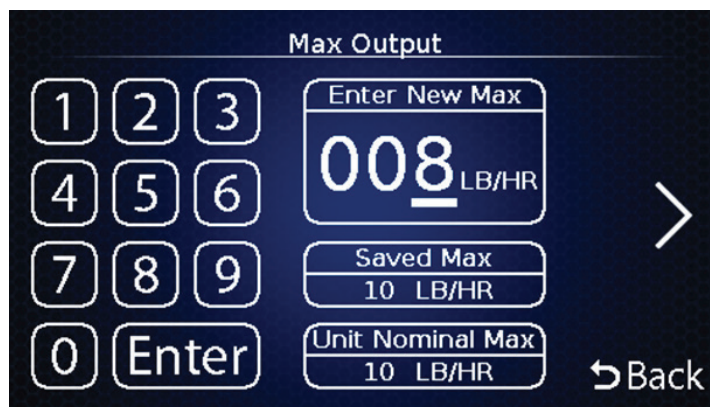 Max Output
1 2 3
4 5 6
7 8 9
0 Enter
Enter New Max
008 LB/HR
Saved Max
10 LB/HR
Unit Nominal Max
10 LB/HR
Back